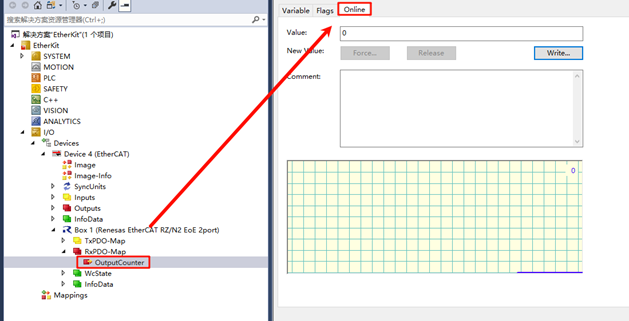 搜索解决方案资源管理器(Ctrl+;)
解决方案"EtherKit"(1 个项目)
EtherKit
SYSTEM
MOTION
PLC
SAFETY
C++
VISION
ANALYTICS
I/O
Devices
Device 4 (EtherCAT)
Image
Image-Info
SyncUnits
Inputs
Outputs
InfoData
Box 1 (Renesas EtherCAT RZ/N2 EoE 2port)
TxPDO-Map
RxPDO-Map
OutputCounter
WcState
InfoData
Mappings
Variable Flags Online
Value: 0
New Value: Force... Release Write...
Comment:
0